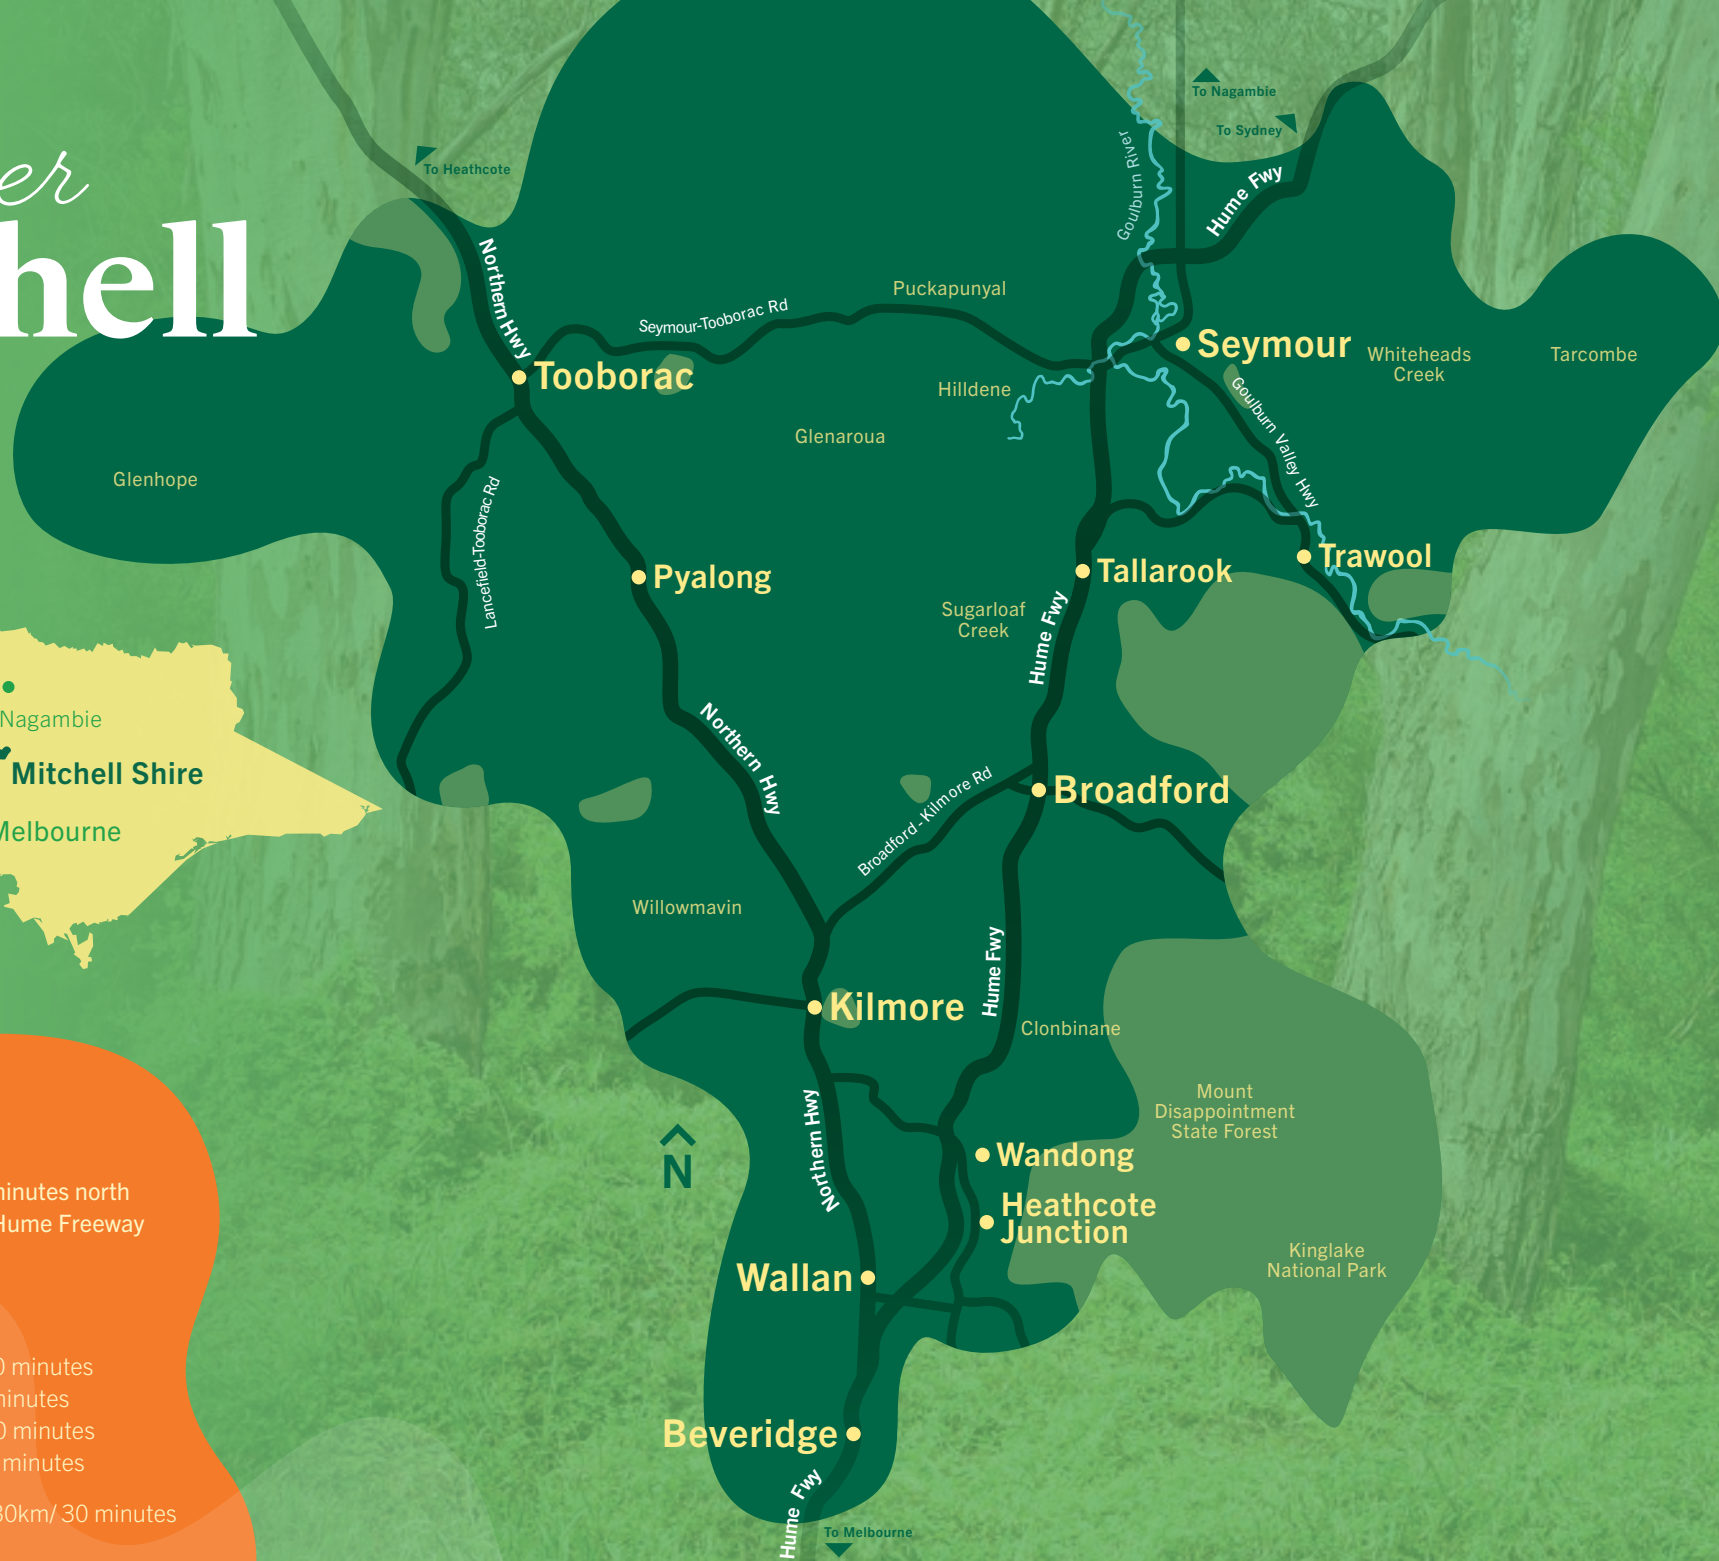 er
hell
To Nagambie
To Sydney
To Heathcote
Goulburn River
Hume Fwy
Northern Hwy
Seymour-Tooborac Rd
Puckapunyal
Seymour
Whiteheads
Creek
Tarcombe
Tooborac
Hilldene
Goulburn Valley Hwy
Glenaroua
Glenhope
Lancefield-Tooborac Rd
Pyalong
Tallarook
Trawool
Sugarloaf
Creek
Hume Fwy
Nagambie
Mitchell Shire
Melbourne
Northern Hwy
Broadford
Broadford - Kilmore Rd
Willowmavin
Hume Fwy
Kilmore
Clonbinane
Mount
Disappointment
State Forest
Northern Hwy
N
Wandong
Heathcote
Junction
Kinglake
National Park
Wallan
minutes north
Hume Freeway
0 minutes
minutes
0 minutes
minutes
30km/ 30 minutes
Beveridge
Hume Fwy
To Melbourne